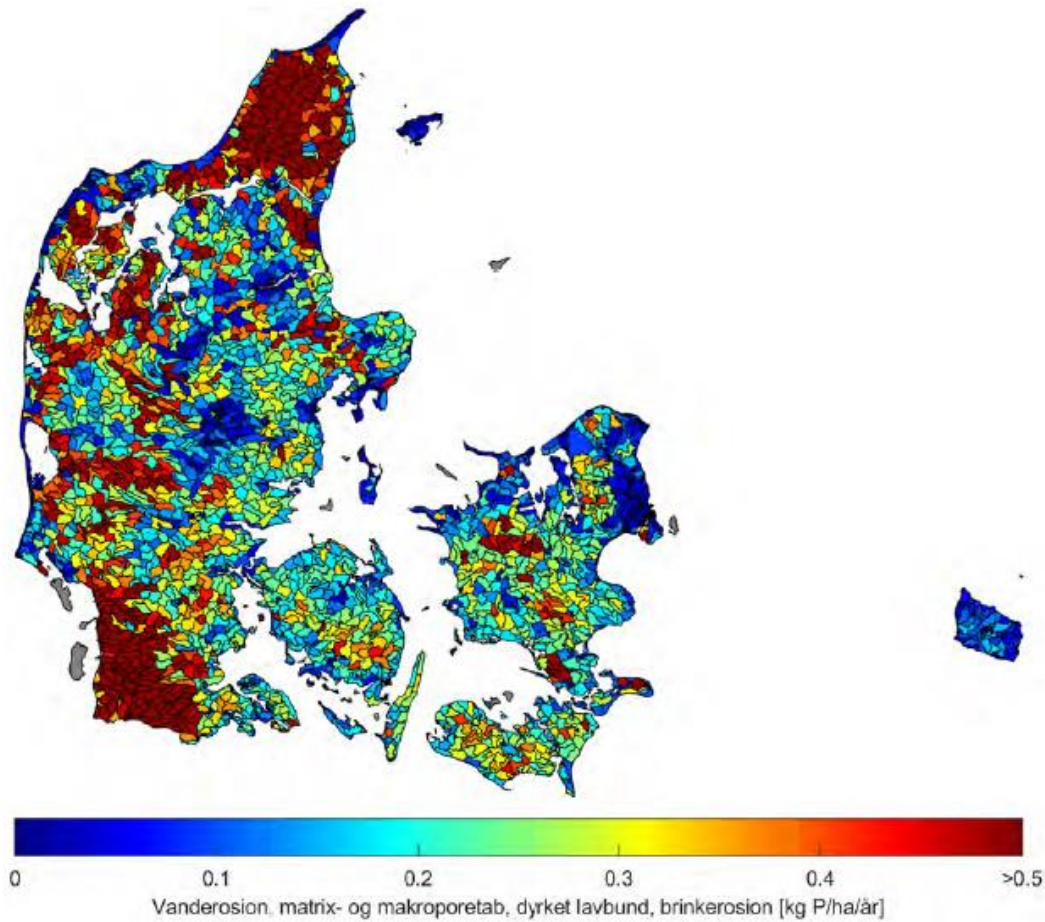 0 0.1 0.2 0.3 0.4 >0.5
Vanderosion, matrix- og makroporetab, dyrket lavbund, brinkerosion [kg P/ha/år]